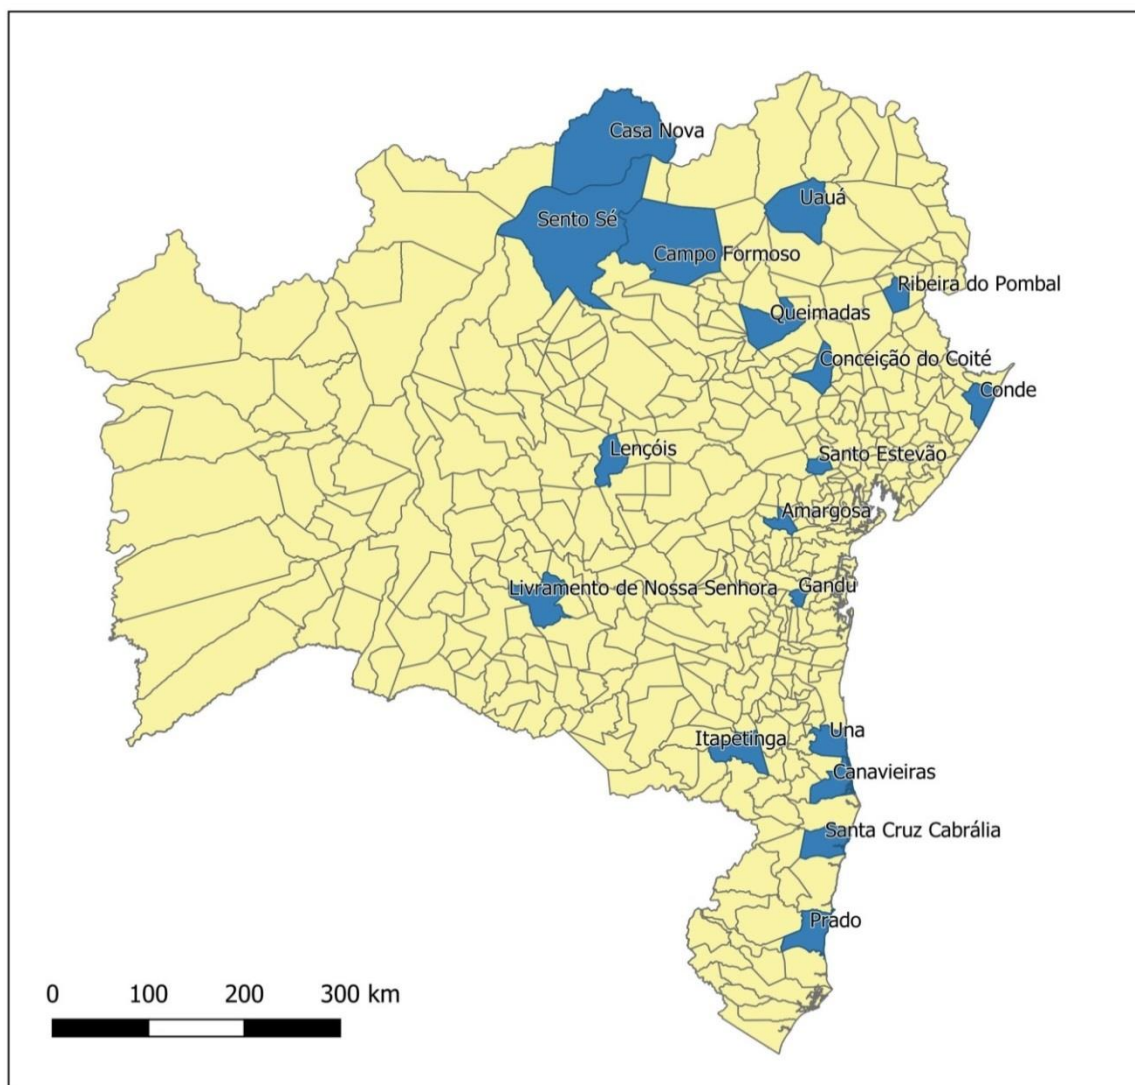 Casa Nova
Uauá
Sento Sé
Campo Formoso
Ribeira do Pombal
Queimadas
Conceição do Coité
Conde
Lençóis
Santo Estevão
Amargosa
Livramento de Nossa Senhora
Gandu
Una
Itapetinga
Canavieiras
Santa Cruz Cabrália
Prado
0 100 200 300 km